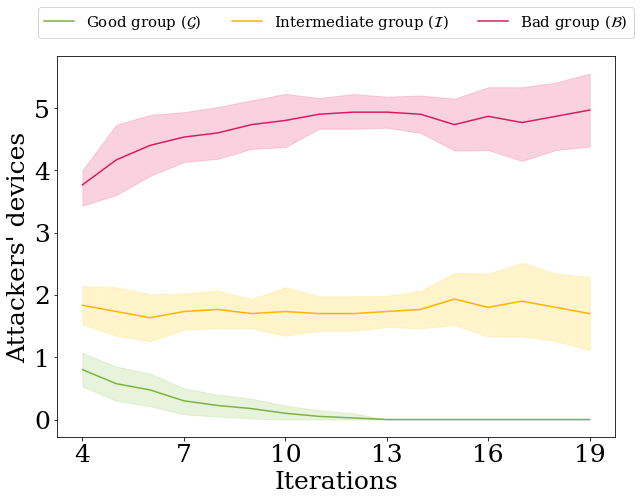 Good group (𝒢) Intermediate group (ℐ) Bad group (ℬ)
Attackers' devices
5
4
3
2
1
0
4 7 10 13 16 19
Iterations